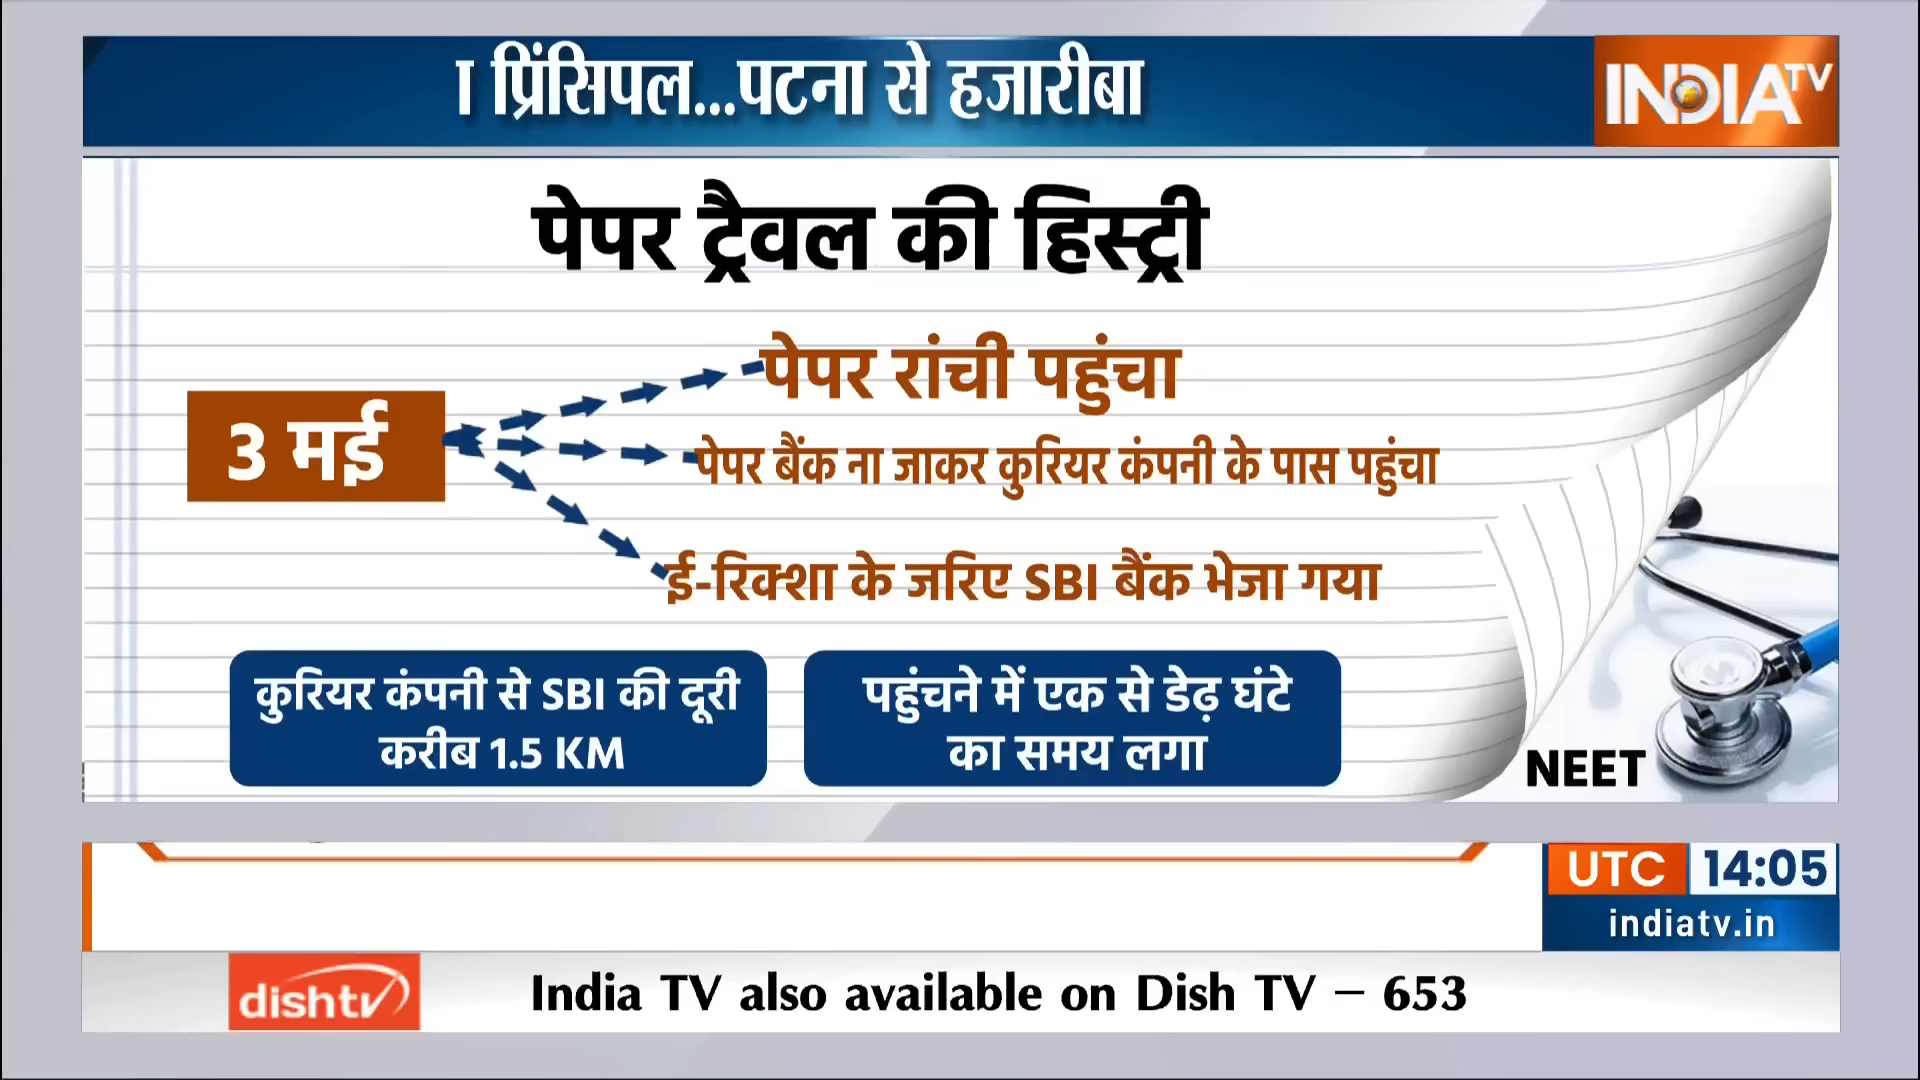 प्रिंसिपल...पटना से हजारीबा
INDIA TV
पेपर ट्रैवल की हिस्ट्री
3 मई
पेपर रांची पहुंचा
पेपर बैंक ना जाकर कुरियर कंपनी के पास पहुंचा
ई-रिक्शा के जरिए SBI बैंक भेजा गया
कुरियर कंपनी से SBI की दूरी
करीब 1.5 KM
पहुंचने में एक से डेढ़ घंटे
का समय लगा
NEET
UTC 14:05
indiatv.in
dishtv
India TV also available on Dish TV – 653